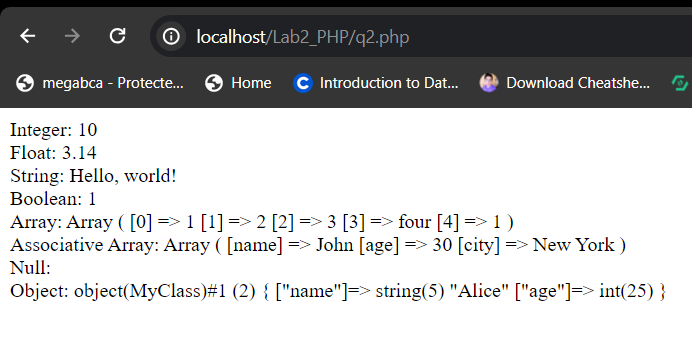 localhost/Lab2_PHP/q2.php
megabca - Protecte... Home Introduction to Dat... Download Cheatshe...
Integer: 10
Float: 3.14
String: Hello, world!
Boolean: 1
Array: Array ( [0] => 1 [1] => 2 [2] => 3 [3] => four [4] => 1 )
Associative Array: Array ( [name] => John [age] => 30 [city] => New York )
Null:
Object: object(MyClass)#1 (2) { ["name"]=> string(5) "Alice" ["age"]=> int(25) }